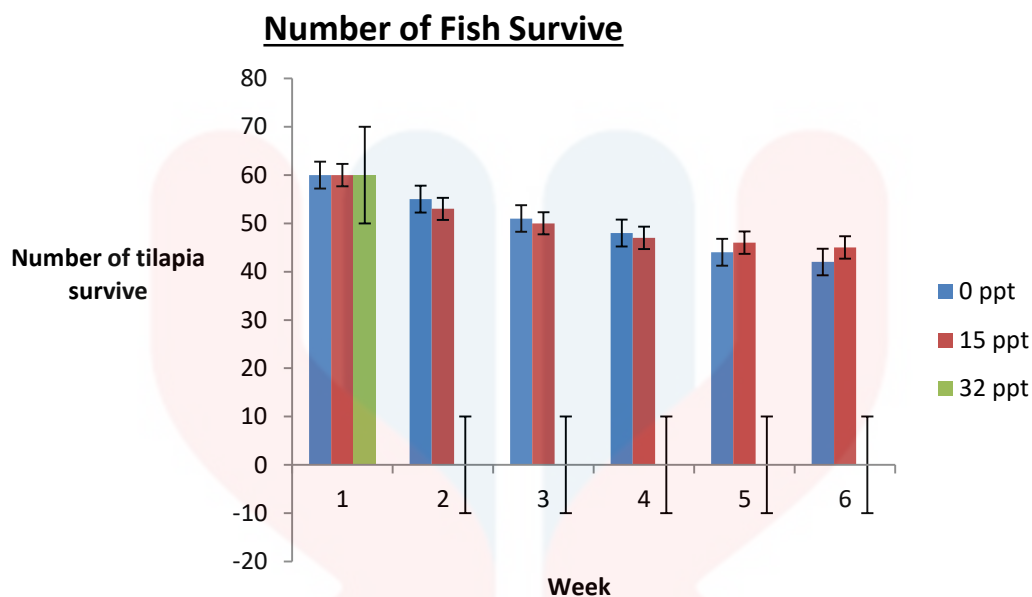 Number of Fish Survive
80
70
60
50
40
30
20
10
0
-10
-20
Number of tilapia
survive
1 2 3 4 5 6
Week
0 ppt
15 ppt
32 ppt